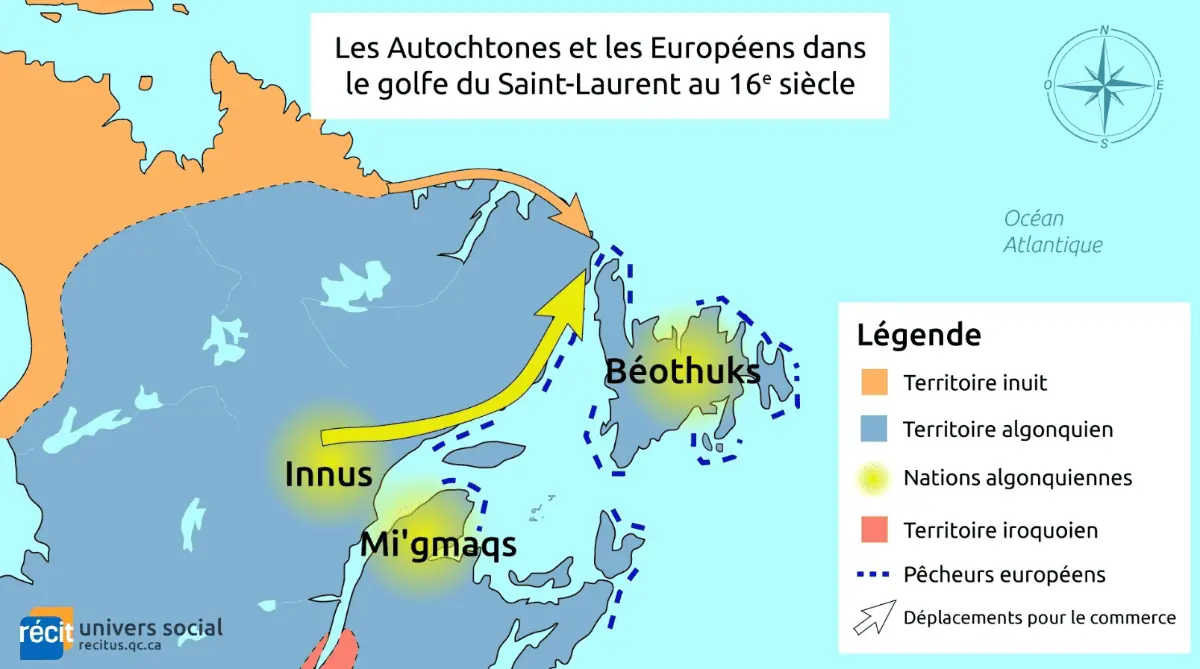 Les Autochtones et les Européens dans
le golfe du Saint-Laurent au 16e siècle
N
O
E
S
Océan
Atlantique
Béothuks
Innus
Mi'gmaqs
Légende
Territoire inuit
Territoire algonquien
Nations algonquiennes
Territoire iroquoien
Pêcheurs européens
Déplacements pour le commerce
récit univers social
recitus.qc.ca